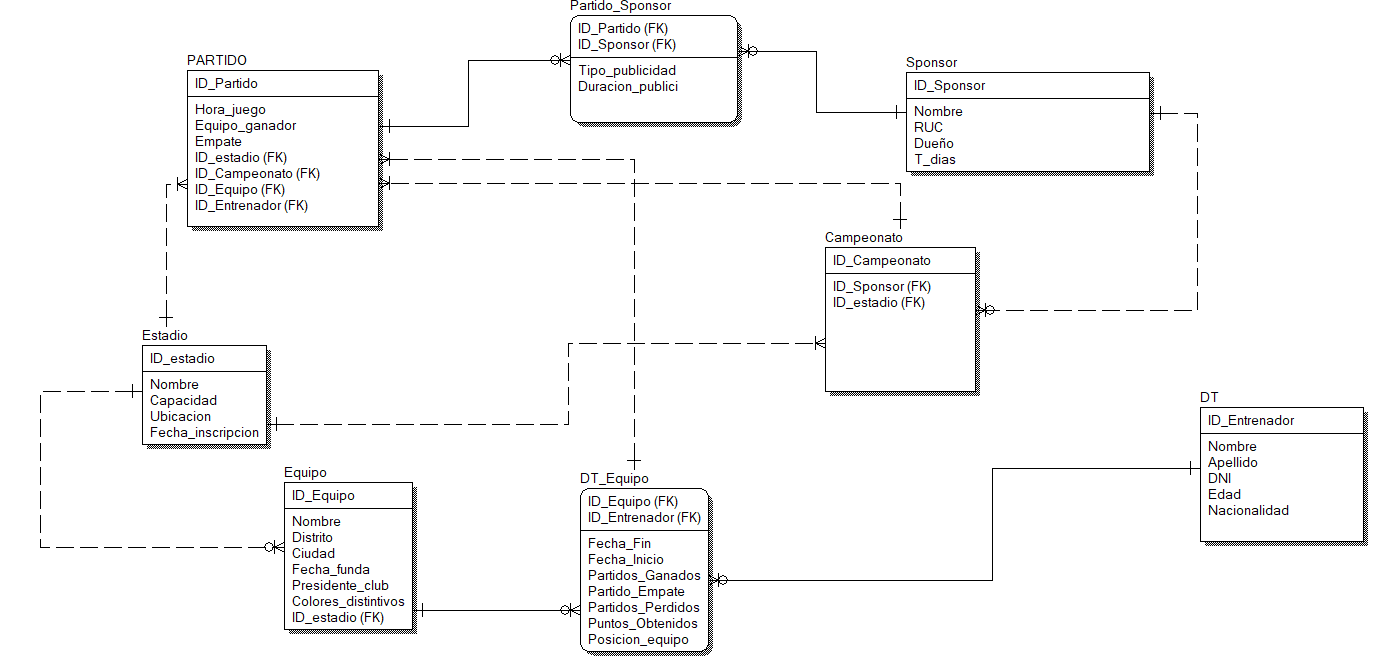 Partido_Sponsor
ID_Partido (FK)
ID_Sponsor (FK)
Tipo_publicidad
Duracion_publici
PARTIDO
ID_Partido
Hora_juego
Equipo_ganador
Empate
ID_estadio (FK)
ID_Campeonato (FK)
ID_Equipo (FK)
ID_Entrenador (FK)
Sponsor
ID_Sponsor
Nombre
RUC
Dueño
T_dias
Campeonato
ID_Campeonato
ID_Sponsor (FK)
ID_estadio (FK)
Estadio
ID_estadio
Nombre
Capacidad
Ubicacion
Fecha_inscripcion
DT
ID_Entrenador
Nombre
Apellido
DNI
Edad
Nacionalidad
Equipo
ID_Equipo
Nombre
Distrito
Ciudad
Fecha_funda
Presidente_club
Colores_distintivos
ID_estadio (FK)
DT_Equipo
ID_Equipo (FK)
ID_Entrenador (FK)
Fecha_Fin
Fecha_Inicio
Partidos_Ganados
Partido_Empate
Partidos_Perdidos
Puntos_Obtenidos
Posicion_equipo